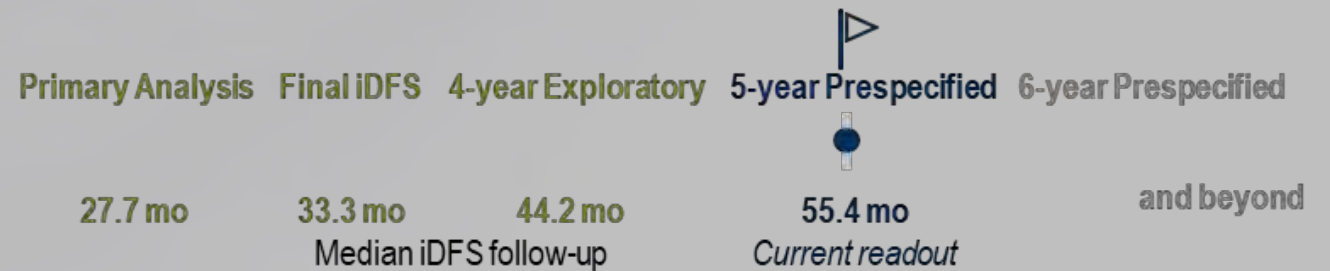 Primary Analysis Final iDFS 4-year Exploratory 5-year Prespecified 6-year Prespecified
27.7 mo 33.3 mo 44.2 mo 55.4 mo and beyond
Median iDFS follow-up Current readout